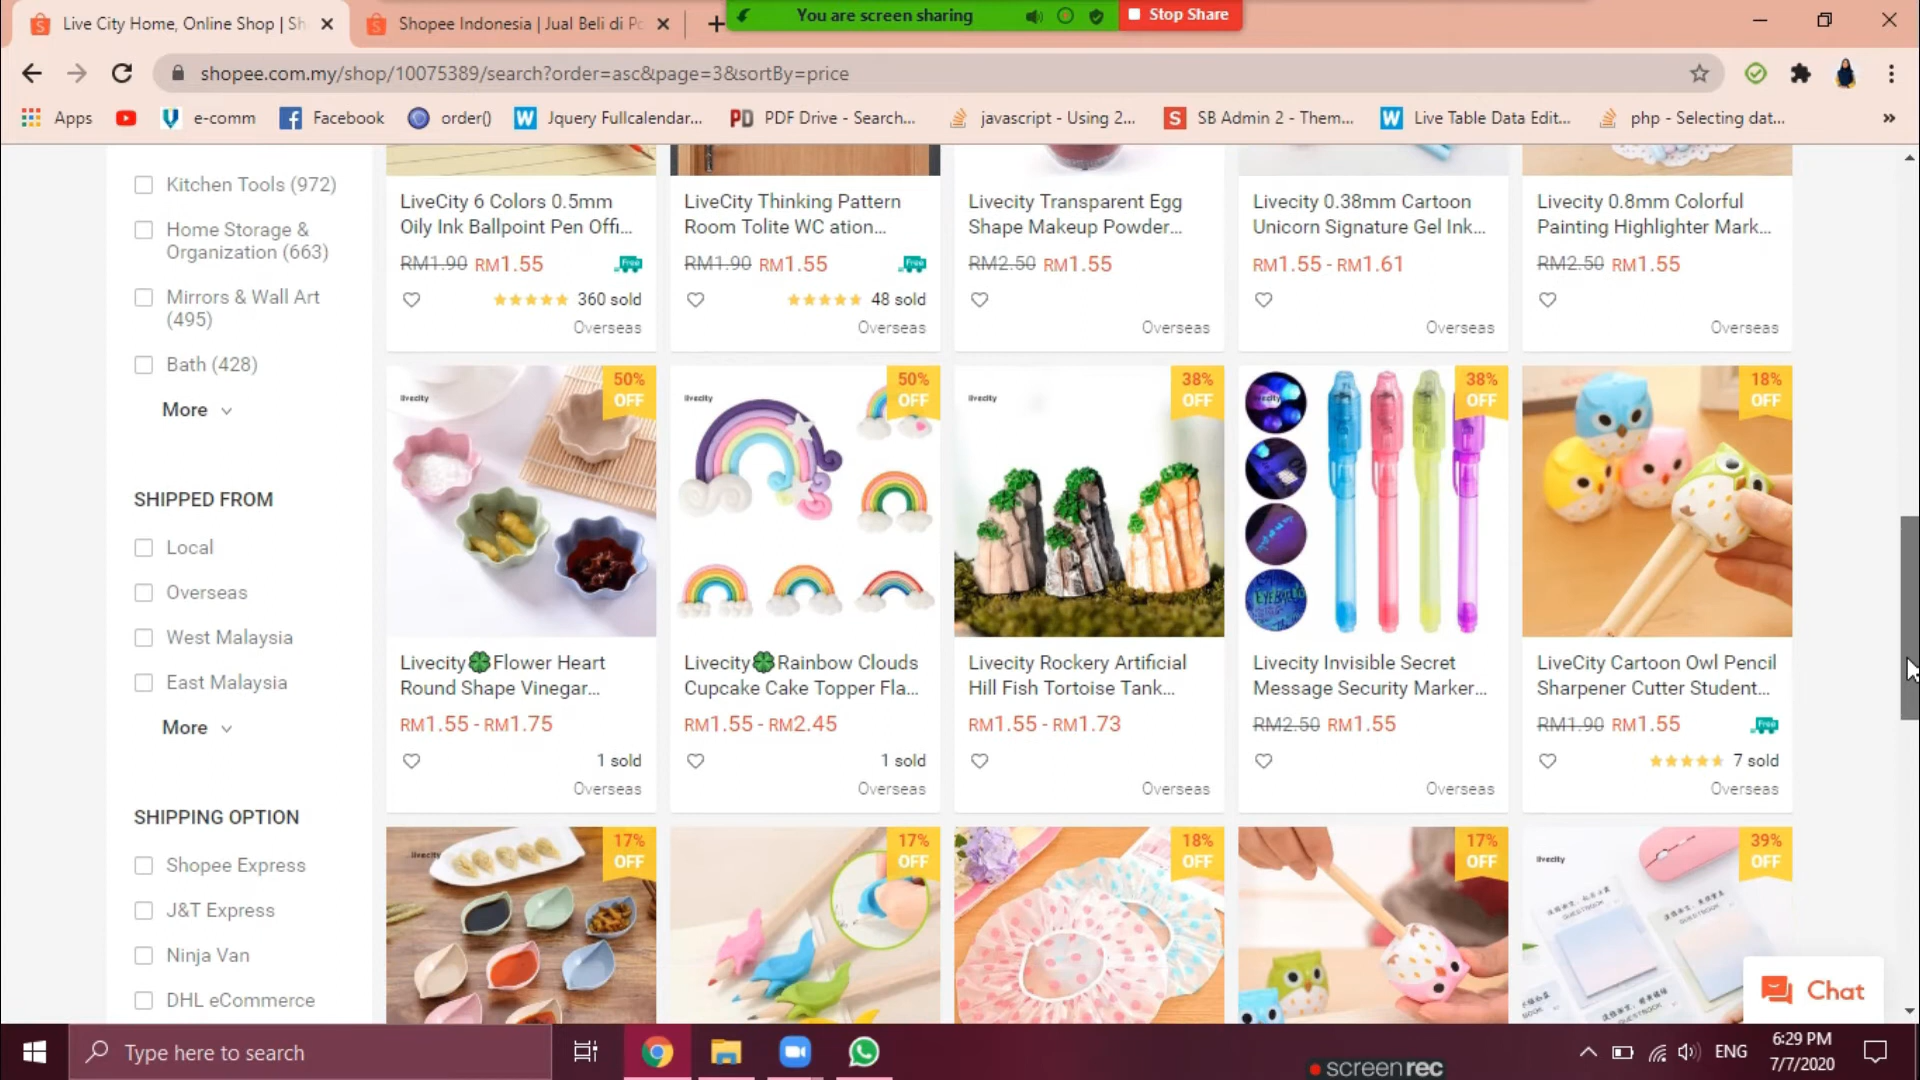 Live City Home, Online Shop | Sh
Shopee Indonesia | Jual Beli di Po
You are screen sharing
Stop Share
shopee.com.my/shop/10075389/search?order=asc&page=3&sortBy=price
Apps
e-comm
Facebook
order()
Jquery Fullcalendar...
PDF Drive - Search...
javascript - Using 2...
SB Admin 2 - Them...
Live Table Data Edit...
php - Selecting dat...
»
Kitchen Tools (972)
Home Storage &
Organization (663)
Mirrors & Wall Art
(495)
Bath (428)
More
SHIPPED FROM
Local
Overseas
West Malaysia
East Malaysia
More
SHIPPING OPTION
Shopee Express
J&T Express
Ninja Van
DHL eCommerce
LiveCity 6 Colors 0.5mm
Oily Ink Ballpoint Pen Offi...
RM1.90 RM1.55
Free
360 sold
Overseas
LiveCity Thinking Pattern
Room Tolite WC ation...
RM1.90 RM1.55
Free
48 sold
Overseas
Livecity Transparent Egg
Shape Makeup Powder...
RM2.50 RM1.55
Overseas
Livecity 0.38mm Cartoon
Unicorn Signature Gel Ink...
RM1.55 - RM1.61
Overseas
Livecity 0.8mm Colorful
Painting Highlighter Mark...
RM2.50 RM1.55
Overseas
livecity
50%
OFF
Livecity🍀Flower Heart
Round Shape Vinegar...
RM1.55 - RM1.75
1 sold
Overseas
livecity
50%
OFF
Livecity🍀Rainbow Clouds
Cupcake Cake Topper Fla...
RM1.55 - RM2.45
1 sold
Overseas
livecity
38%
OFF
Livecity Rockery Artificial
Hill Fish Tortoise Tank...
RM1.55 - RM1.73
Overseas
livecity
38%
OFF
Livecity Invisible Secret
Message Security Marker...
RM2.50 RM1.55
Overseas
18%
OFF
LiveCity Cartoon Owl Pencil
Sharpener Cutter Student...
RM1.90 RM1.55
Free
7 sold
Overseas
livecity
17%
OFF
17%
OFF
18%
OFF
17%
OFF
livecity
39%
OFF
GUESTBOOK
GUESTBOOK
Chat
Type here to search
screenrec
ENG
6:29 PM
7/7/2020